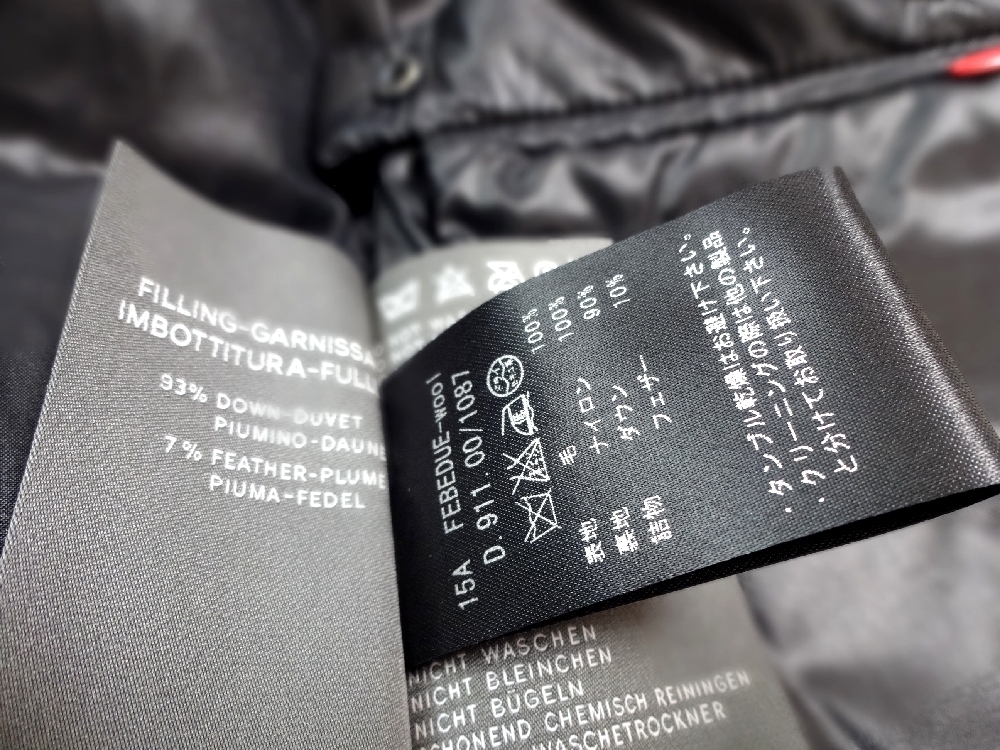 FILLING-GARNISSA
IMBOTTITURA-FULL
93% DOWN-DUVET
PIUMINO-DAUNE
7% FEATHER-PLUME
PIUMA-FEDEL
15A FEBEDUE-wool
D.911.00/1087
表地 毛 100%
裏地 ナイロン 100%
詰物 ダウン 90%
フェザー 10%
・タンブル乾燥はお避け下さい。
・クリーニングの際は他の製品
と分けてお取り扱い下さい。
NICHT WASCHEN
NICHT BLEINCHEN
NICHT BÜGELN
SCHONEND CHEMISCH REININGEN
WASCHETROCKNER